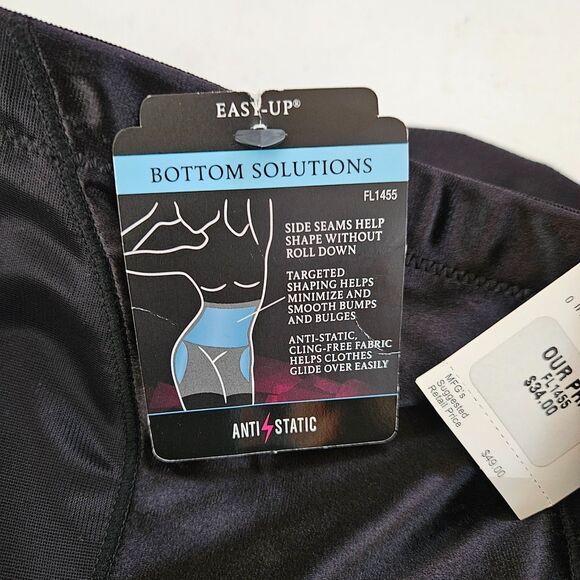 EASY-UP®
BOTTOM SOLUTIONS
FL1455
SIDE SEAMS HELP
SHAPE WITHOUT
ROLL DOWN
TARGETED
SHAPING HELPS
MINIMIZE AND
SMOOTH BUMPS
AND BULGES
ANTI-STATIC,
CLING-FREE FABRIC
HELPS CLOTHES
GLIDE OVER EASILY
ANTI STATIC
OUR
FL1455
$34.00
MFG's
Suggested
Retail Price
$49.00